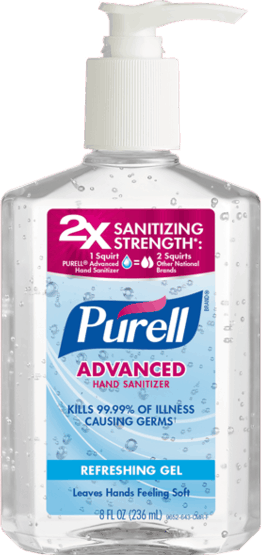 2X SANITIZING
STRENGTH*:
1 Squirt
PURELL® Advanced
Hand Sanitizer
=
2 Squirts
Other National
Brands
Purell
BRAND®
ADVANCED
HAND SANITIZER
KILLS 99.99% OF ILLNESS
CAUSING GERMS
REFRESHING GEL
Leaves Hands Feeling Soft
8 FL OZ (236 mL)